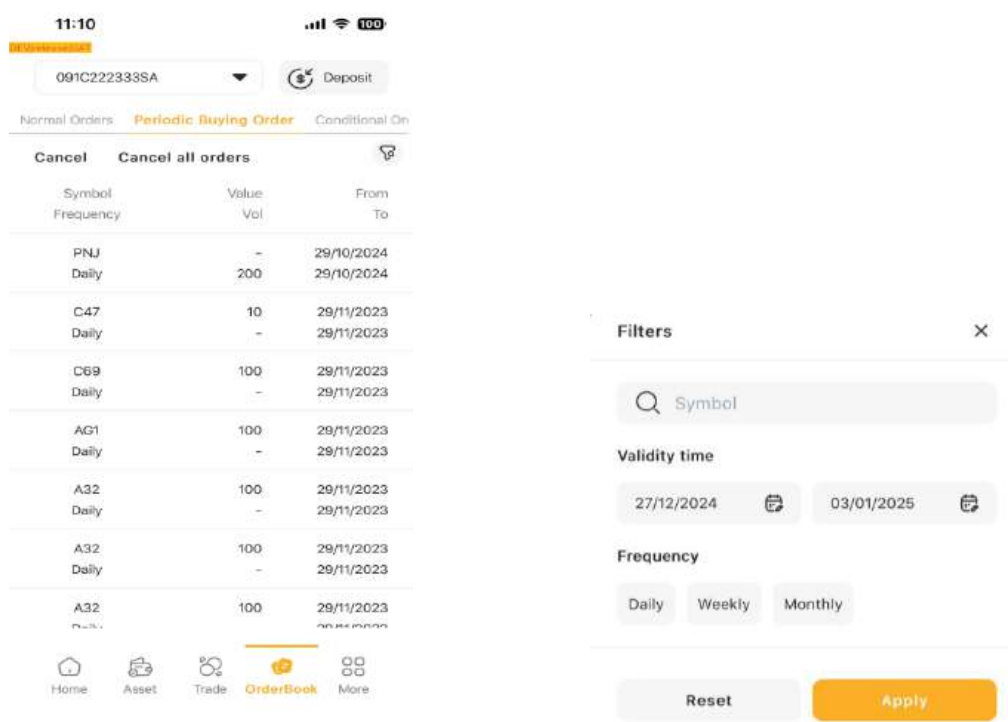 11:10
100
091C222333SA
Deposit
Normal Orders Periodic Buying Order Conditional On
Cancel Cancel all orders
Symbol Value From
Frequency Vol To
PNJ - 29/10/2024
Daily 200 29/10/2024
C47 10 29/11/2023
Daily - 29/11/2023
C69 100 29/11/2023
Daily - 29/11/2023
AG1 100 29/11/2023
Daily - 29/11/2023
A32 100 29/11/2023
Daily - 29/11/2023
A32 100 29/11/2023
Daily - 29/11/2023
A32 100 29/11/2023
Home Asset Trade OrderBook More
Filters
Symbol
Validity time
27/12/2024 03/01/2025
Frequency
Daily Weekly Monthly
Reset Apply